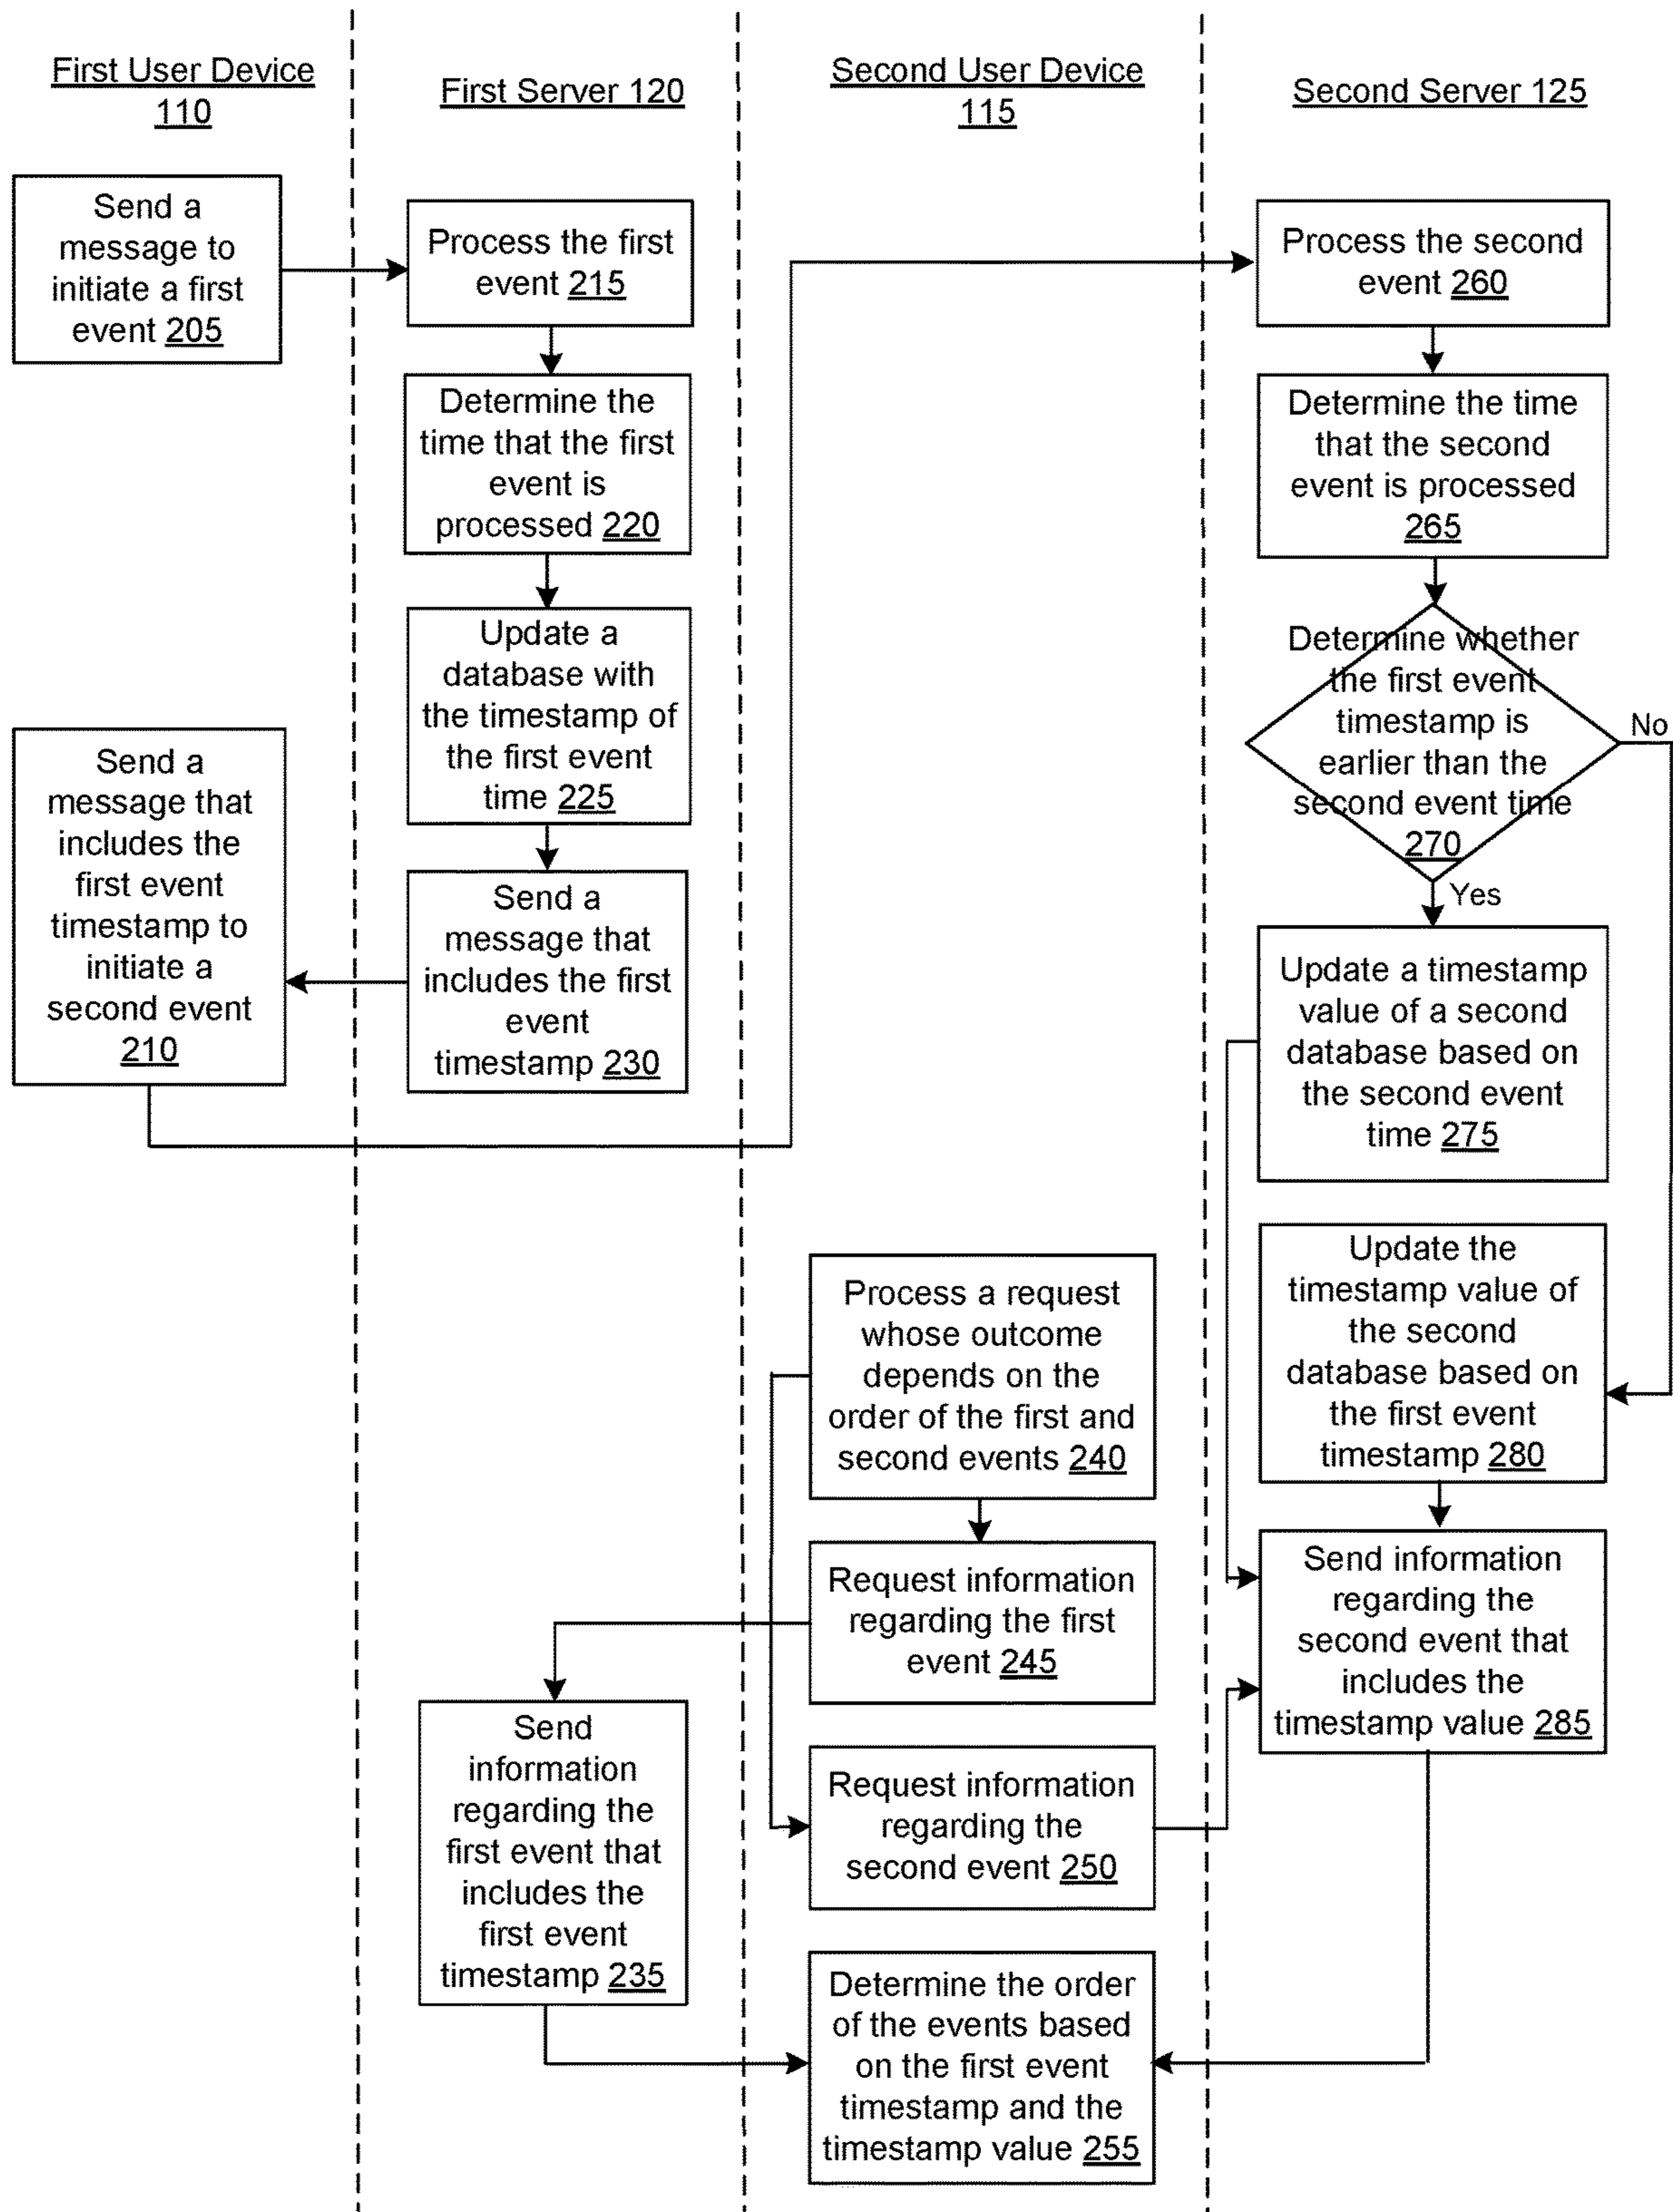 First User Device
110
First Server 120
Second User Device
115
Second Server 125
Send a
message to
initiate a first
event 205
Send a
message that
includes the
first event
timestamp to
initiate a
second event
210
Process the first
event 215
Determine the
time that the first
event is
processed 220
Update a
database with
the timestamp of
the first event
time 225
Send a
message that
includes the first
event
timestamp 230
Send
information
regarding the
first event that
includes the
first event
timestamp 235
Process a request
whose outcome
depends on the
order of the first and
second events 240
Request information
regarding the first
event 245
Request information
regarding the
second event 250
Determine the order
of the events based
on the first event
timestamp and the
timestamp value 255
Process the second
event 260
Determine the time
that the second
event is processed
265
Determine whether
the first event
timestamp is
earlier than the
second event time
270
No
Yes
Update a timestamp
value of a second
database based on
the second event
time 275
Update the
timestamp value of
the second
database based on
the first event
timestamp 280
Send information
regarding the
second event that
includes the
timestamp value 285